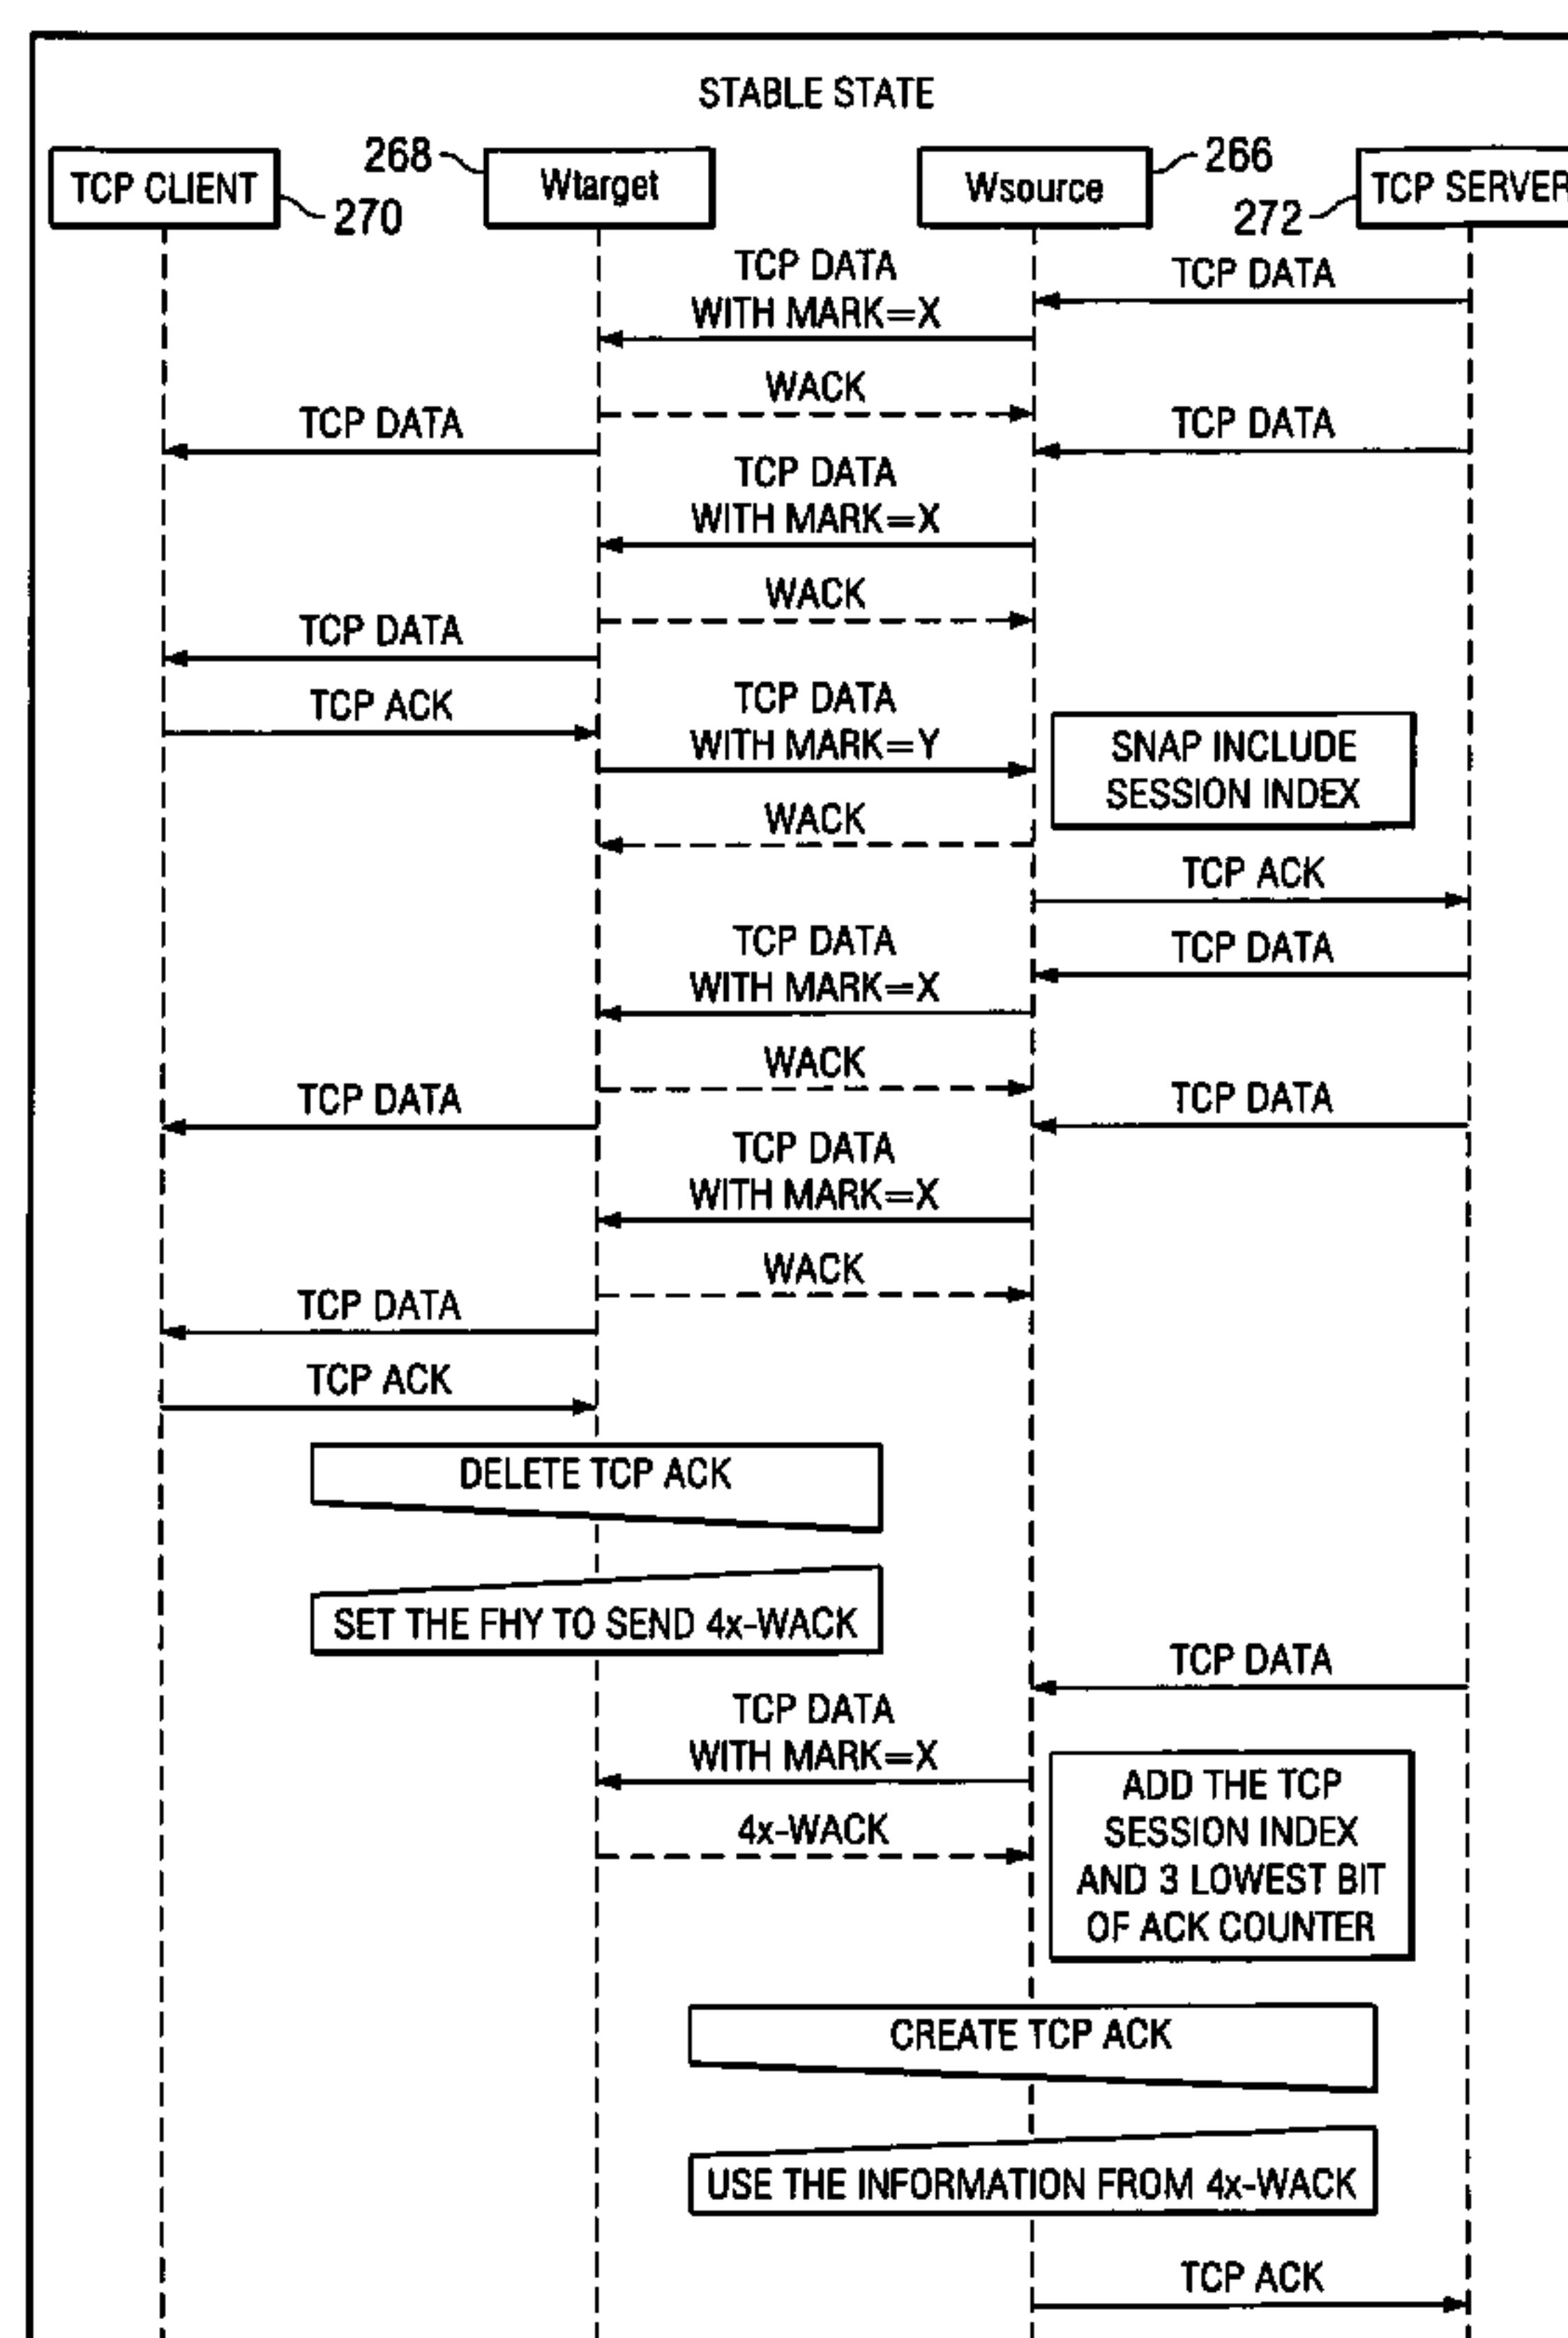 STABLE STATE
TCP CLIENT
270
268
Wtarget
Wsource
266
272
TCP SERVER
TCP DATA
TCP DATA
WITH MARK=X
WACK
TCP DATA
TCP DATA
TCP DATA
WITH MARK=X
WACK
TCP DATA
TCP ACK
TCP DATA
WITH MARK=Y
SNAP INCLUDE
SESSION INDEX
WACK
TCP ACK
TCP DATA
TCP DATA
WITH MARK=X
WACK
TCP DATA
TCP DATA
TCP DATA
WITH MARK=X
WACK
TCP DATA
TCP ACK
DELETE TCP ACK
SET THE FHY TO SEND 4x-WACK
TCP DATA
TCP DATA
WITH MARK=X
4x-WACK
ADD THE TCP
SESSION INDEX
AND 3 LOWEST BIT
OF ACK COUNTER
CREATE TCP ACK
USE THE INFORMATION FROM 4x-WACK
TCP ACK